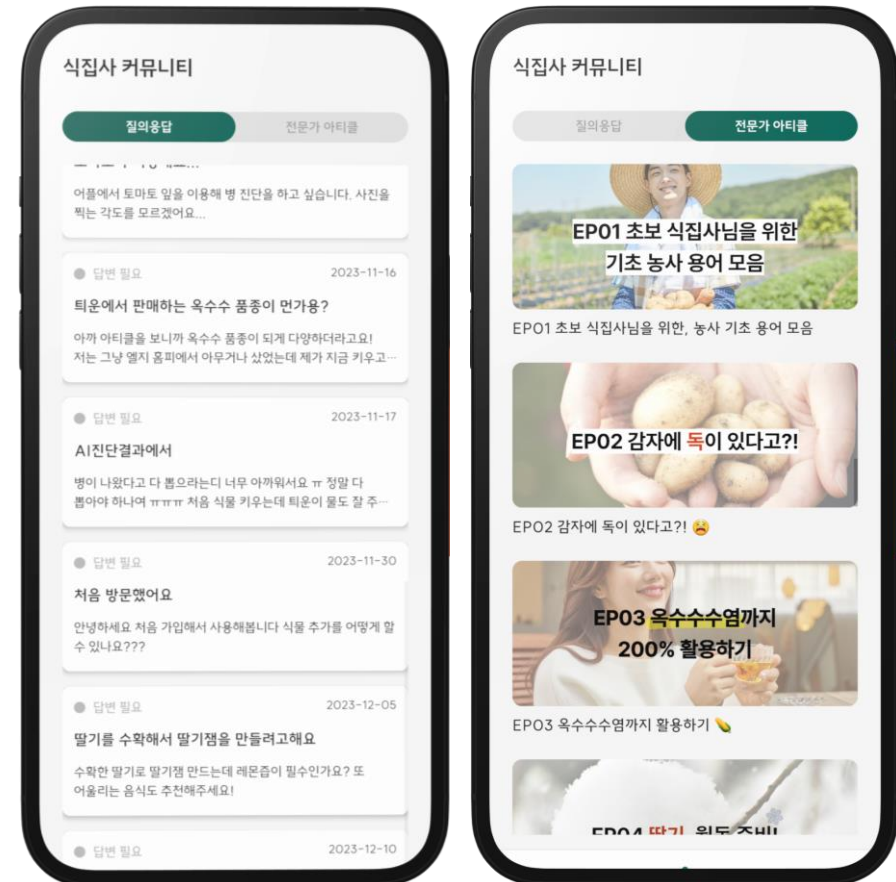 식집사 커뮤니티
질의응답
전문가 아티클
어플에서 토마토 잎을 이용해 병 진단을 하고 싶습니다. 사진을
찍는 각도를 모르겠어요...
답변 필요
2023-11-16
틔운에서 판매하는 옥수수 품종이 먼가용?
아까 아티클을 보니까 옥수수 품종이 되게 다양하더라고요!
저는 그냥 엘지 홈피에서 아무거나 샀었는데 제가 지금 키우고…
답변 필요
2023-11-17
AI진단결과에서
병이 나왔다고 다 뽑으라는디 너무 아까워서요 ㅠ 정말 다
뽑아야 하나여 ㅠㅠㅠ 처음 식물 키우는데 틔운이 물도 잘 주…
답변 필요
2023-11-30
처음 방문했어요
안녕하세요 처음 가입해서 사용해봅니다 식물 추가를 어떻게 할
수 있나요???
답변 필요
2023-12-05
딸기를 수확해서 딸기잼을 만들려고해요
수확한 딸기로 딸기잼 만드는데 레몬즙이 필수인가요? 또
어울리는 음식도 추천해주세요!
답변 필요
2023-12-10
식집사 커뮤니티
질의응답
전문가 아티클
EP01 초보 식집사님을 위한
기초 농사 용어 모음
EP01 초보 식집사님을 위한, 농사 기초 용어 모음
EP02 감자에 독이 있다고?!
EP02 감자에 독이 있다고?! 😫
EP03 옥수수수염까지
200% 활용하기
EP03 옥수수수염까지 활용하기 🌽
EP04 딸기, 월동 준비!